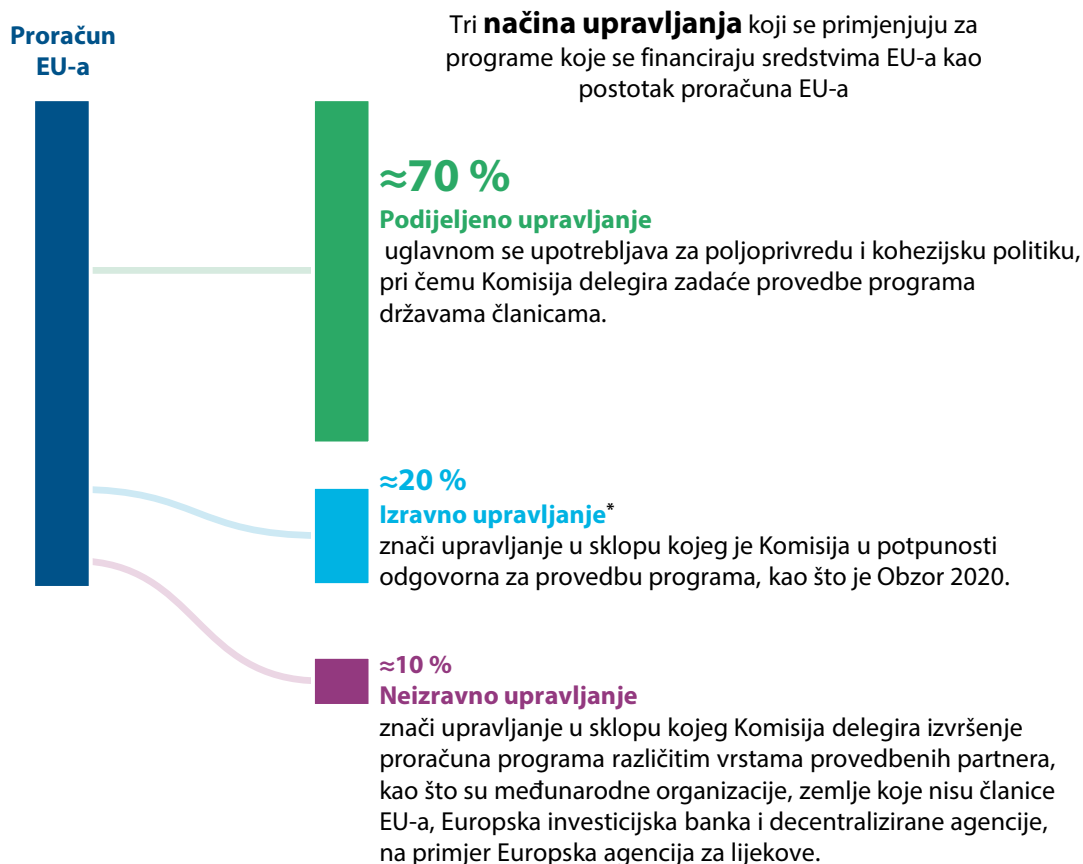 Proračun
EU-a
Tri načina upravljanja koji se primjenjuju za
programe koje se financiraju sredstvima EU-a kao
postotak proračuna EU-a
≈70 %
Podijeljeno upravljanje
uglavnom se upotrebljava za poljoprivredu i kohezijsku politiku,
pri čemu Komisija delegira zadaće provedbe programa
državama članicama.
≈20 %
Izravno upravljanje*
znači upravljanje u sklopu kojeg je Komisija u potpunosti
odgovorna za provedbu programa, kao što je Obzor 2020.
≈10 %
Neizravno upravljanje
znači upravljanje u sklopu kojeg Komisija delegira izvršenje
proračuna programa različitim vrstama provedbenih partnera,
kao što su međunarodne organizacije, zemlje koje nisu članice
EU-a, Europska investicijska banka i decentralizirane agencije,
na primjer Europska agencija za lijekove.